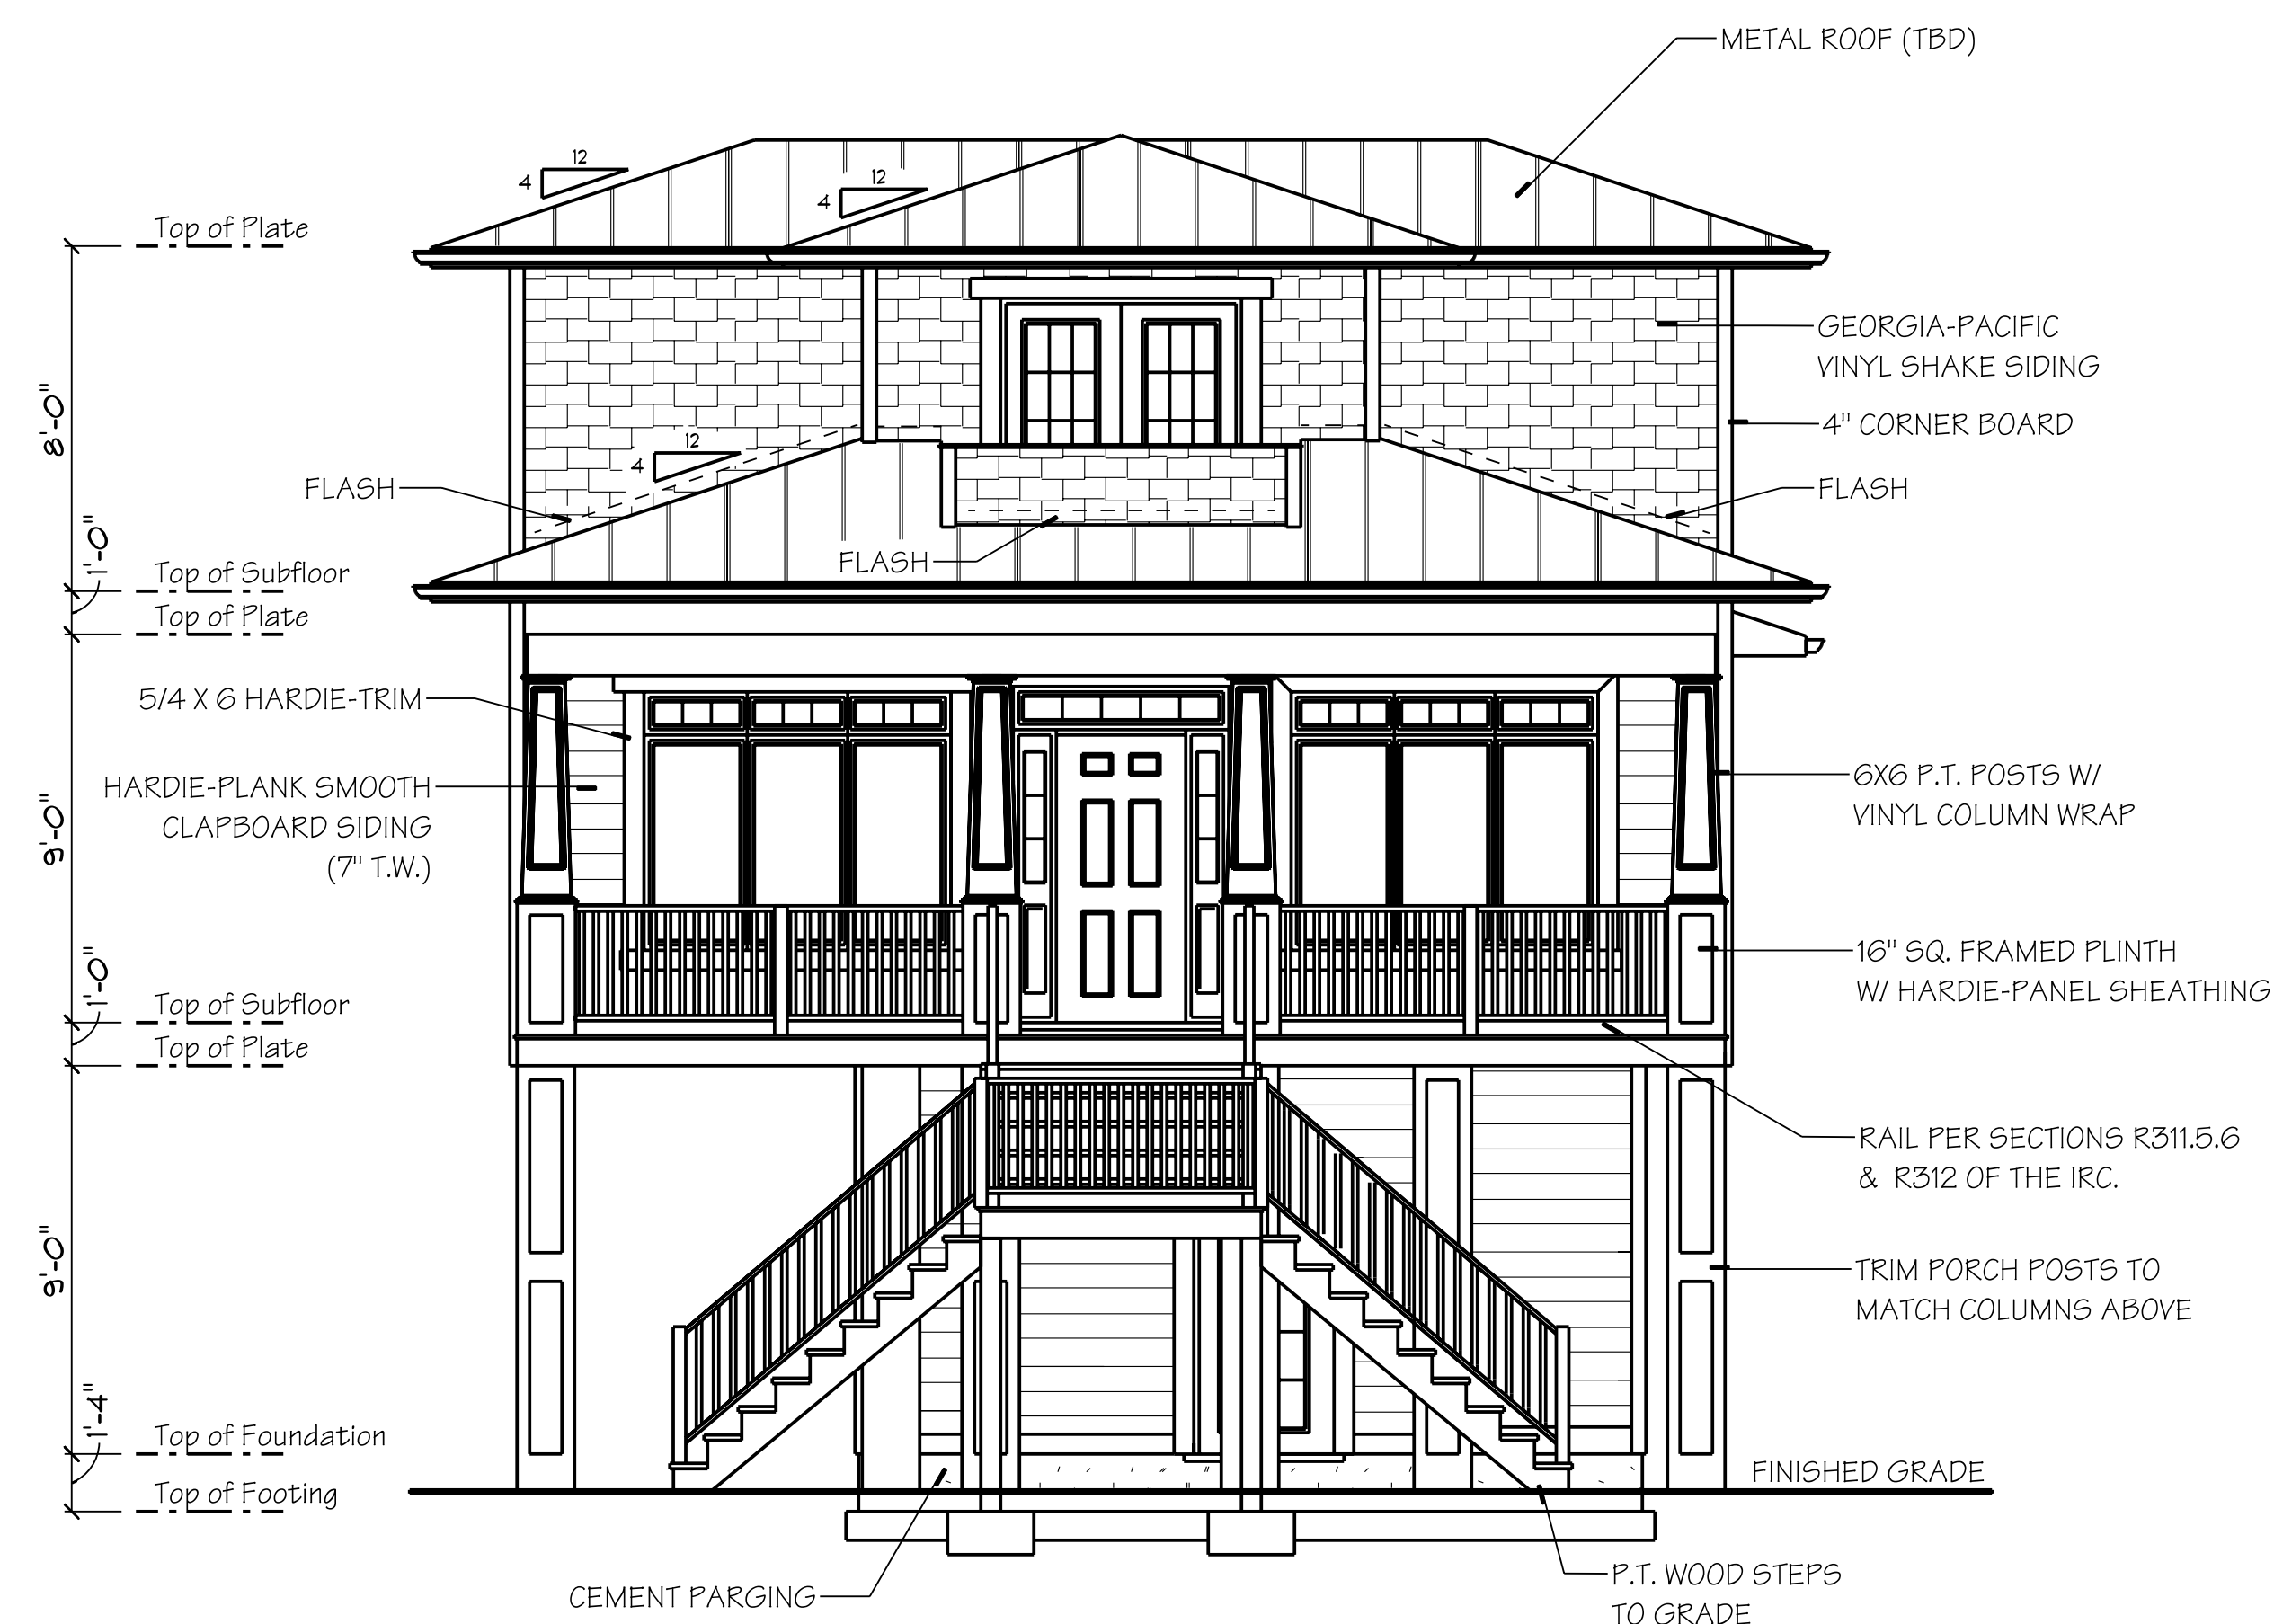 METAL ROOF (TBD)
12
4
12
4
Top of Plate
GEORGIA-PACIFIC
VINYL SHAKE SIDING
8'-0"
4" CORNER BOARD
12
4
FLASH
FLASH
1'-0"
FLASH
Top of Subfloor
Top of Plate
5/4 X 6 HARDIE-TRIM
HARDIE-PLANK SMOOTH
CLAPBOARD SIDING
(7" T.W.)
6X6 P.T. POSTS W/
VINYL COLUMN WRAP
9'-0"
16" SQ. FRAMED PLINTH
W/ HARDIE-PANEL SHEATHING
1'-0"
Top of Subfloor
Top of Plate
RAIL PER SECTIONS R311.5.6
& R312 OF THE IRC.
9'-0"
TRIM PORCH POSTS TO
MATCH COLUMNS ABOVE
1'-4"
Top of Foundation
FINISHED GRADE
Top of Footing
CEMENT PARGING
P.T. WOOD STEPS
TO GRADE